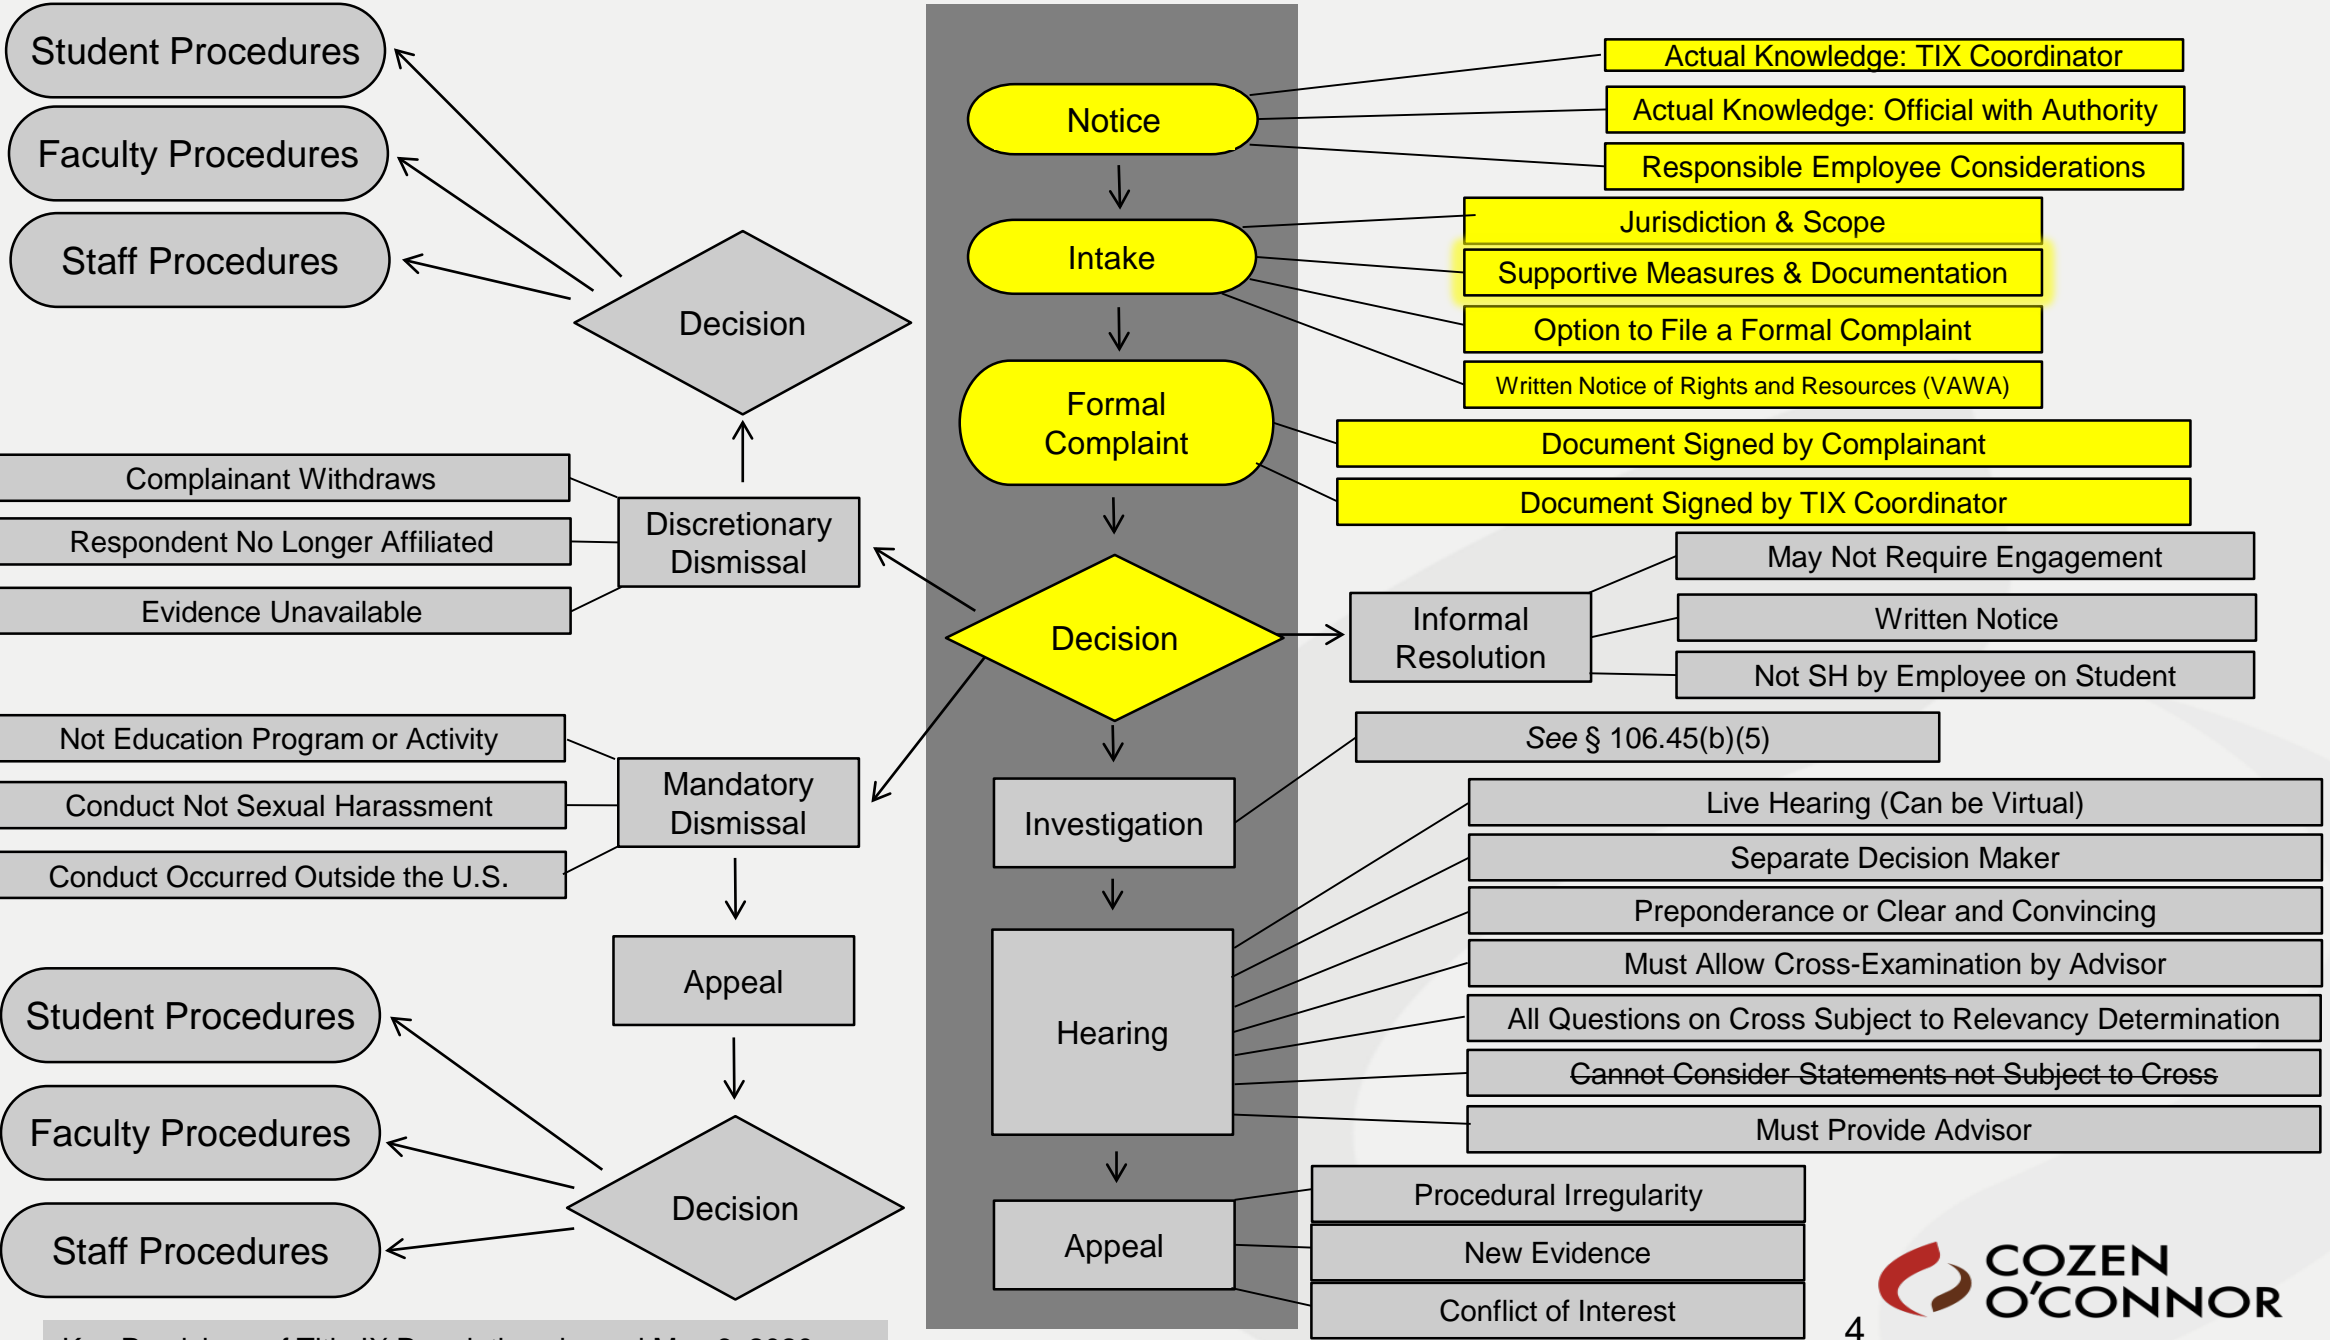 Student Procedures
Faculty Procedures
Staff Procedures
Decision
Complainant Withdraws
Respondent No Longer Affiliated
Evidence Unavailable
Discretionary
Dismissal
Not Education Program or Activity
Conduct Not Sexual Harassment
Conduct Occurred Outside the U.S.
Mandatory
Dismissal
Appeal
Student Procedures
Faculty Procedures
Staff Procedures
Decision
Notice
Actual Knowledge: TIX Coordinator
Actual Knowledge: Official with Authority
Responsible Employee Considerations
Intake
Jurisdiction & Scope
Supportive Measures & Documentation
Option to File a Formal Complaint
Written Notice of Rights and Resources (VAWA)
Formal
Complaint
Document Signed by Complainant
Document Signed by TIX Coordinator
Decision
Informal
Resolution
May Not Require Engagement
Written Notice
Not SH by Employee on Student
Investigation
See § 106.45(b)(5)
Hearing
Live Hearing (Can be Virtual)
Separate Decision Maker
Preponderance or Clear and Convincing
Must Allow Cross-Examination by Advisor
All Questions on Cross Subject to Relevancy Determination
Cannot Consider Statements not Subject to Cross
Must Provide Advisor
Appeal
Procedural Irregularity
New Evidence
Conflict of Interest
COZEN
O'CONNOR
4